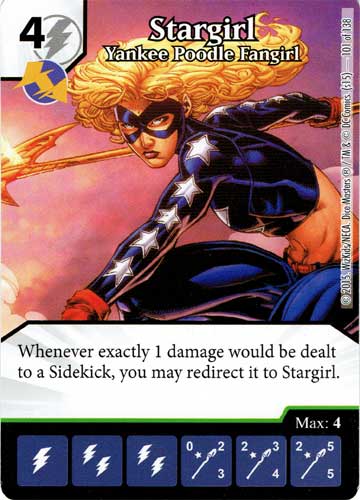 4
Stargirl
Yankee Poodle Fangirl
© 2015 WizKids/NECA. Dice Masters ® / TM & © DC Comics. (s15) — 101 of 138
Whenever exactly 1 damage would be dealt
to a Sidekick, you may redirect it to Stargirl.
Max: 4
0 2 3
2 3 4
2 5 5